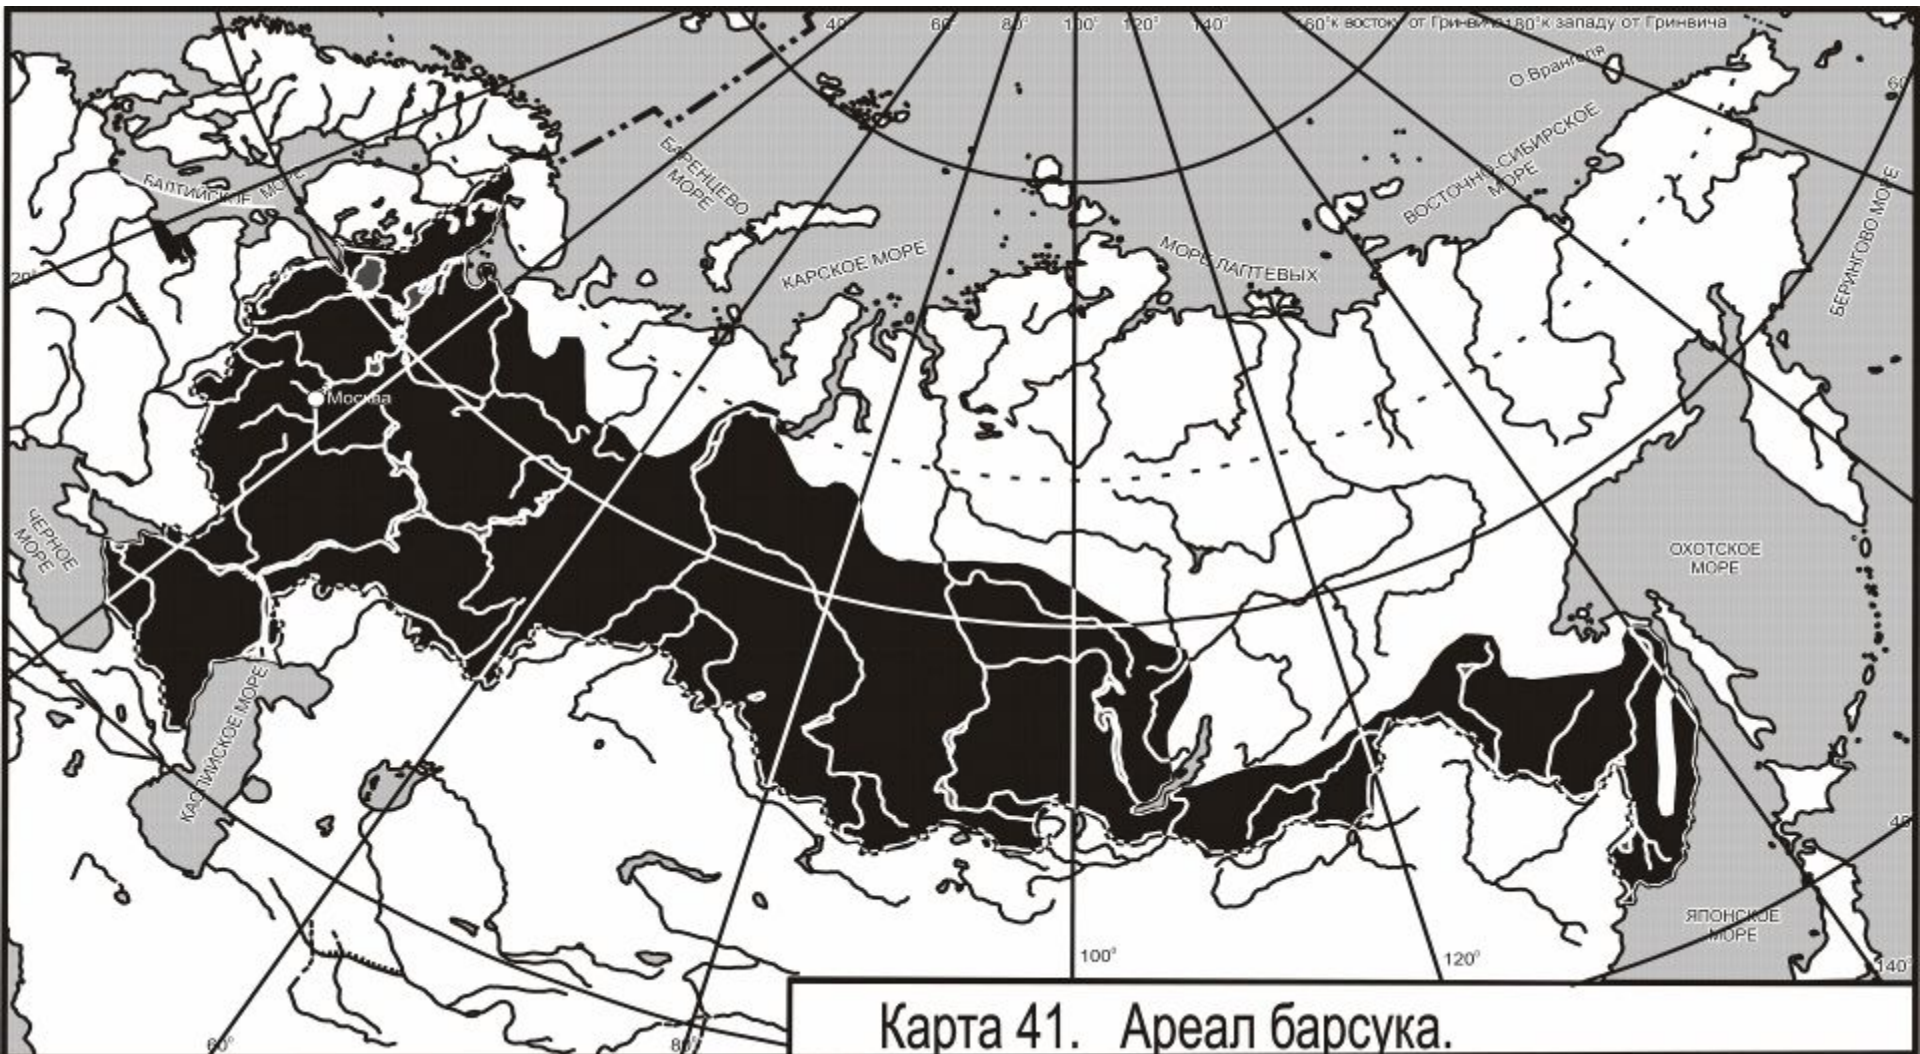 40°
60°
80°
100°
120°
140°
160° к востоку от Гринвича
180° к западу от Гринвича
О.Врангеля
60
БАРЕНЦЕВО
МОРЕ
ВОСТОЧНО-СИБИРСКОЕ
МОРЕ
БАЛТИЙСКОЕ МОРЕ
БЕРИНГОВО МОРЕ
КАРСКОЕ МОРЕ
МОРЕ ЛАПТЕВЫХ
20°
Москва
ЧЕРНОЕ
МОРЕ
ОХОТСКОЕ
МОРЕ
КАСПИЙСКОЕ МОРЕ
40
ЯПОНСКОЕ
МОРЕ
100°
120°
140°
60°
80°
Карта 41. Ареал барсука.